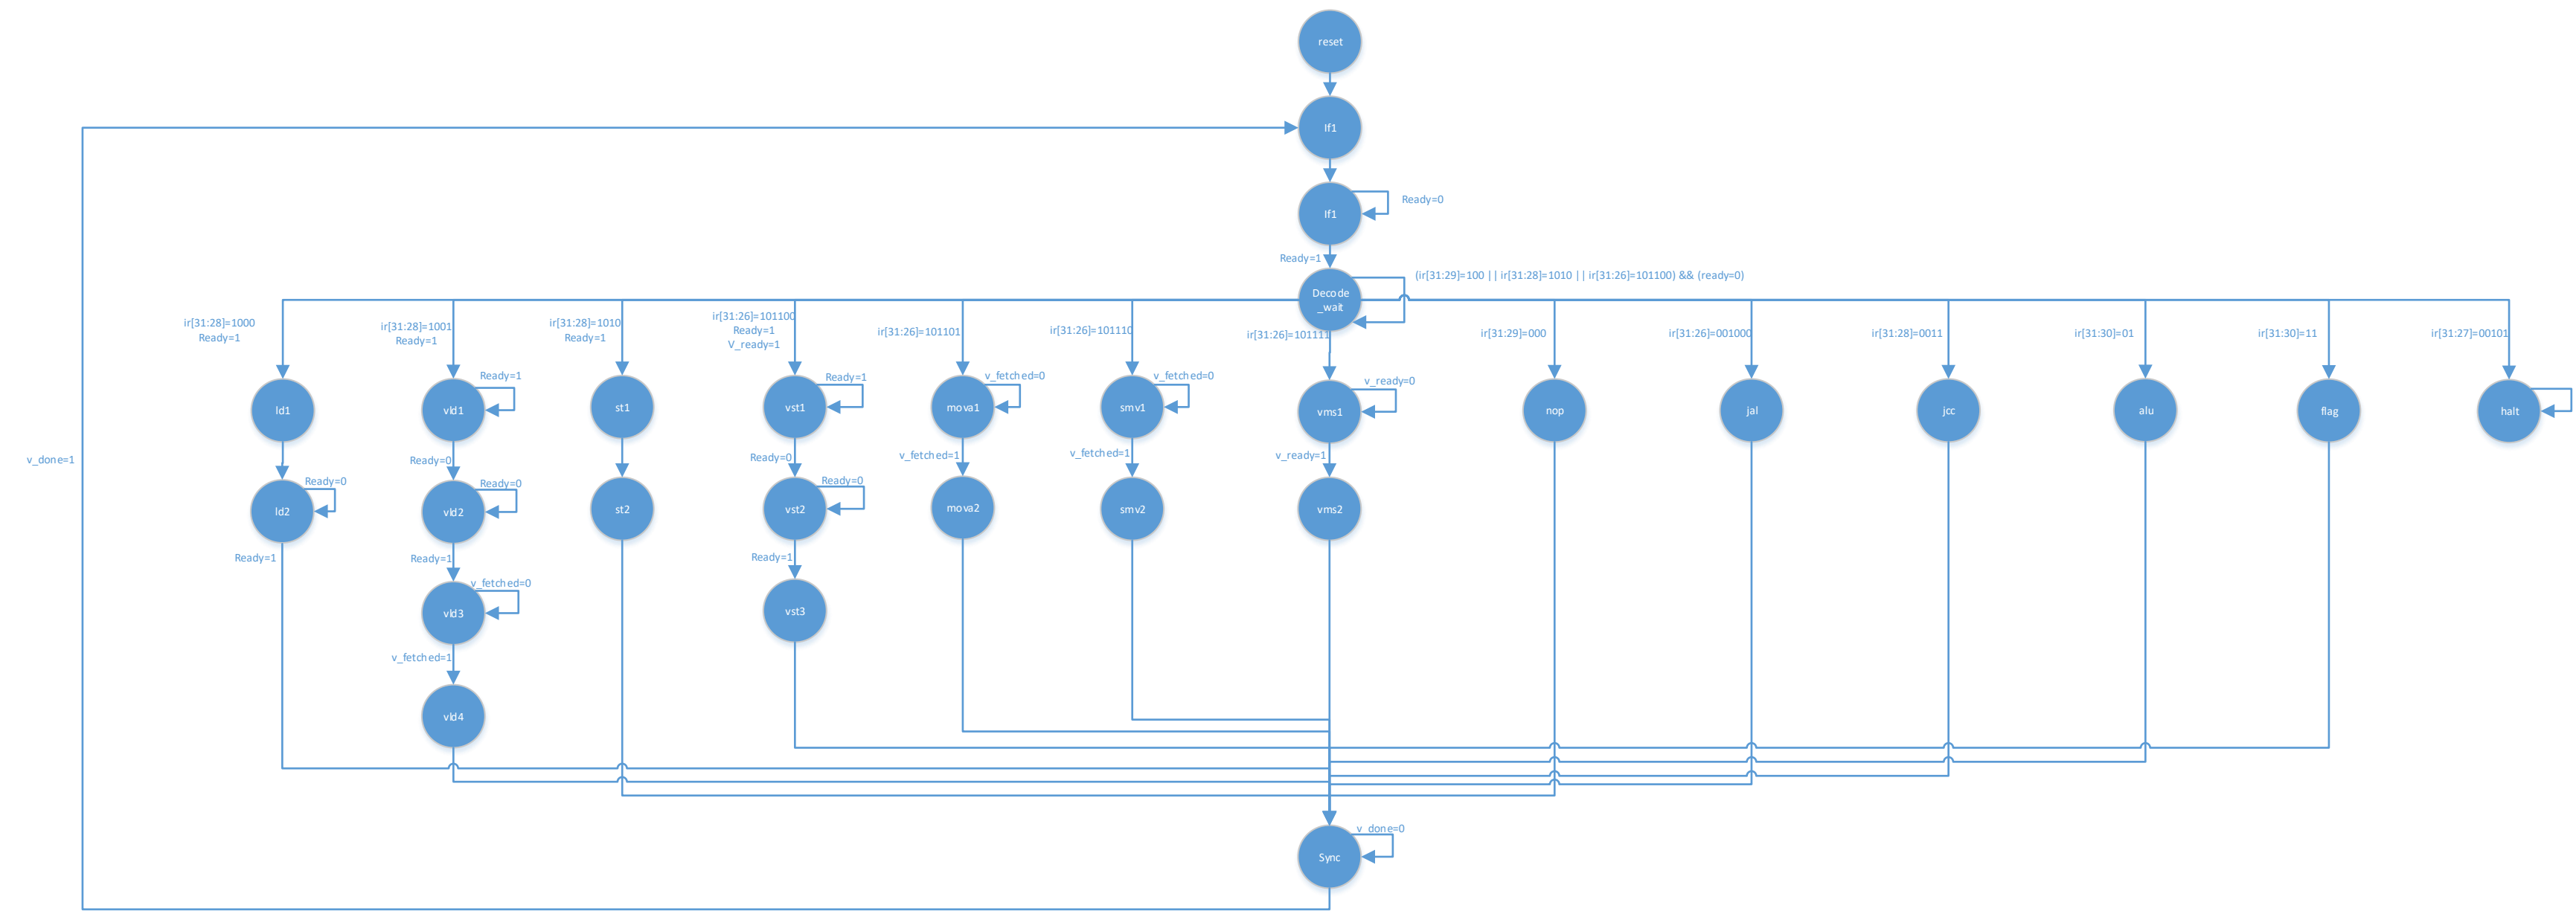 reset
If1
If1
Ready=0
Ready=1
Decode
_wait
(ir[31:29]=100 || ir[31:28]=1010 || ir[31:26]=101100) && (ready=0)
ir[31:28]=1000
Ready=1
ir[31:28]=1001
Ready=1
ir[31:28]=1010
Ready=1
ir[31:26]=101100
Ready=1
V_ready=1
ir[31:26]=101101
ir[31:26]=101110
ir[31:26]=101111
ir[31:29]=000
ir[31:26]=001000
ir[31:28]=0011
ir[31:30]=01
ir[31:30]=11
ir[31:27]=00101
Ready=1
Ready=1
v_fetched=0
v_fetched=0
v_ready=0
ld1
vld1
st1
vst1
mova1
smv1
vms1
nop
jal
jcc
alu
flag
halt
v_done=1
Ready=0
Ready=0
v_fetched=1
v_fetched=1
v_ready=1
Ready=0
Ready=0
Ready=0
ld2
vld2
st2
vst2
mova2
smv2
vms2
Ready=1
Ready=1
Ready=1
v_fetched=0
vld3
vst3
v_fetched=1
vld4
v_done=0
Sync